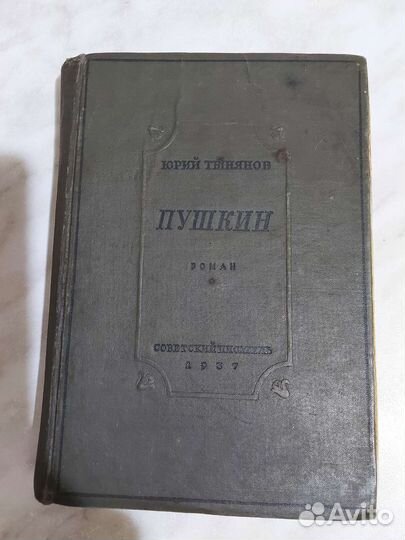 ЮРИЙ ТЫНЯНОВ
ПУШКИН
РОМАН
СОВЕТСКИЙ ПИСАТЕЛЬ
1937
Avito